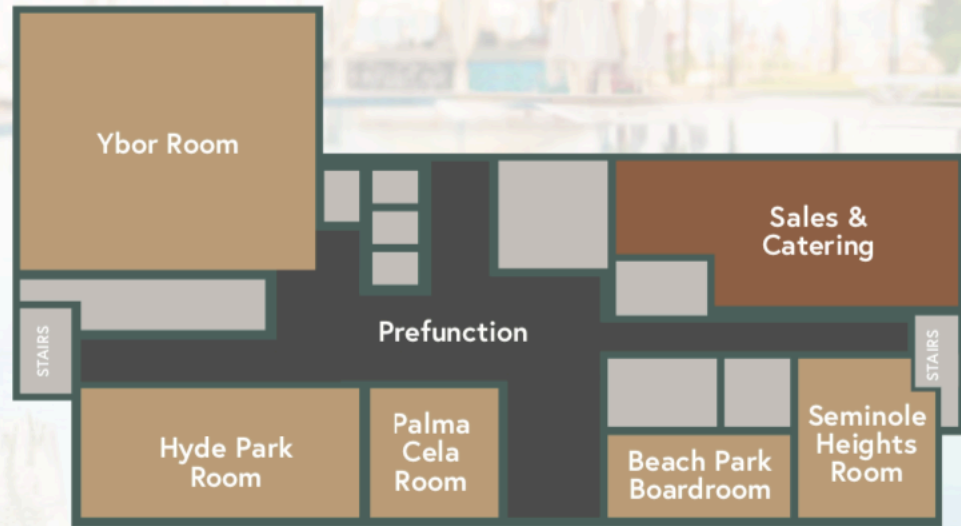 Ybor Room
Sales &
Catering
Prefunction
STAIRS
STAIRS
Hyde Park
Room
Palma
Cela
Room
Beach Park
Boardroom
Seminole
Heights
Room